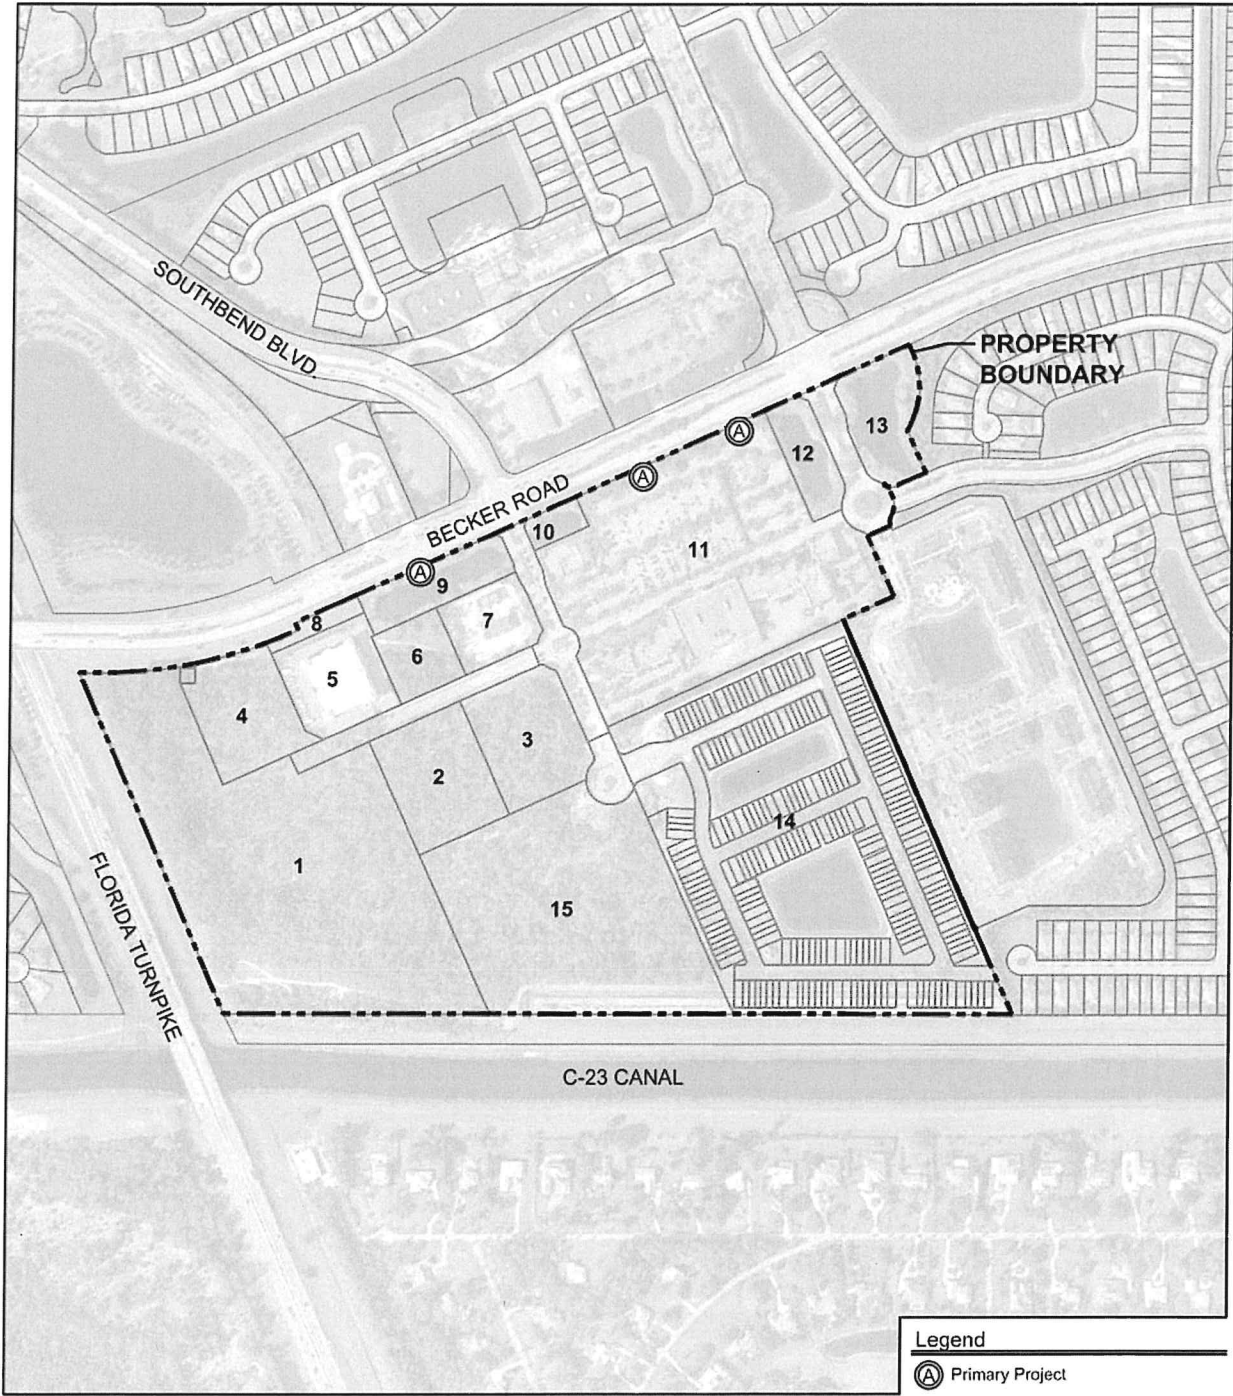 SOUTHBEND BLVD.
PROPERTY
BOUNDARY
13
A
12
A
BECKER ROAD
10
11
A
9
8
7
6
5
4
3
2
14
1
15
FLORIDA TURNPIKE
C-23 CANAL
Legend
A Primary Project